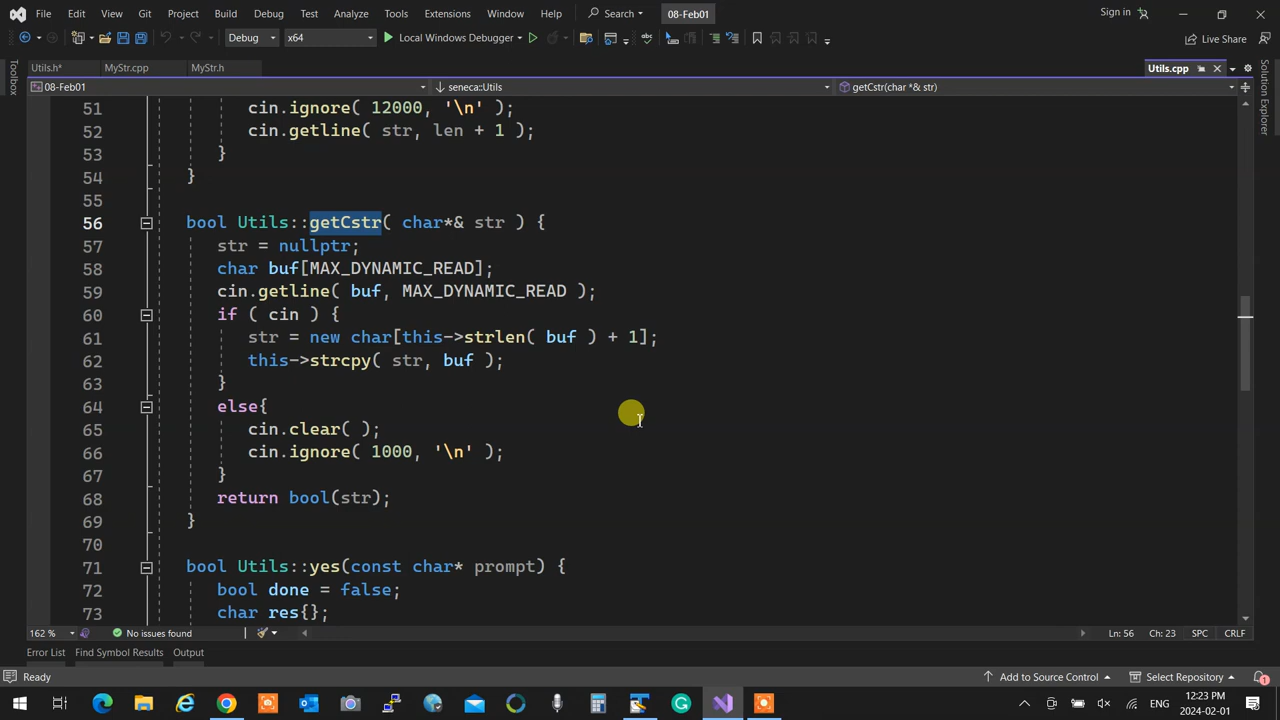 File Edit View Git Project Build Debug Test Analyze Tools Extensions Window Help Search 08-Feb01 Sign in
Debug x64 Local Windows Debugger Live Share
Toolbox
Utils.h* MyStr.cpp MyStr.h Utils.cpp
08-Feb01 seneca::Utils getCstr(char *& str)
Solution Explorer
51 cin.ignore( 12000, '\n' );
52 cin.getline( str, len + 1 );
53 }
54 }
55
56 bool Utils::getCstr( char*& str ) {
57 str = nullptr;
58 char buf[MAX_DYNAMIC_READ];
59 cin.getline( buf, MAX_DYNAMIC_READ );
60 if ( cin ) {
61 str = new char[this->strlen( buf ) + 1];
62 this->strcpy( str, buf );
63 }
64 else{
65 cin.clear( );
66 cin.ignore( 1000, '\n' );
67 }
68 return bool(str);
69 }
70
71 bool Utils::yes(const char* prompt) {
72 bool done = false;
73 char res{};
162 % No issues found Ln: 56 Ch: 23 SPC CRLF
Error List Find Symbol Results Output
Ready Add to Source Control Select Repository 1
ENG 12:23 PM 2024-02-01